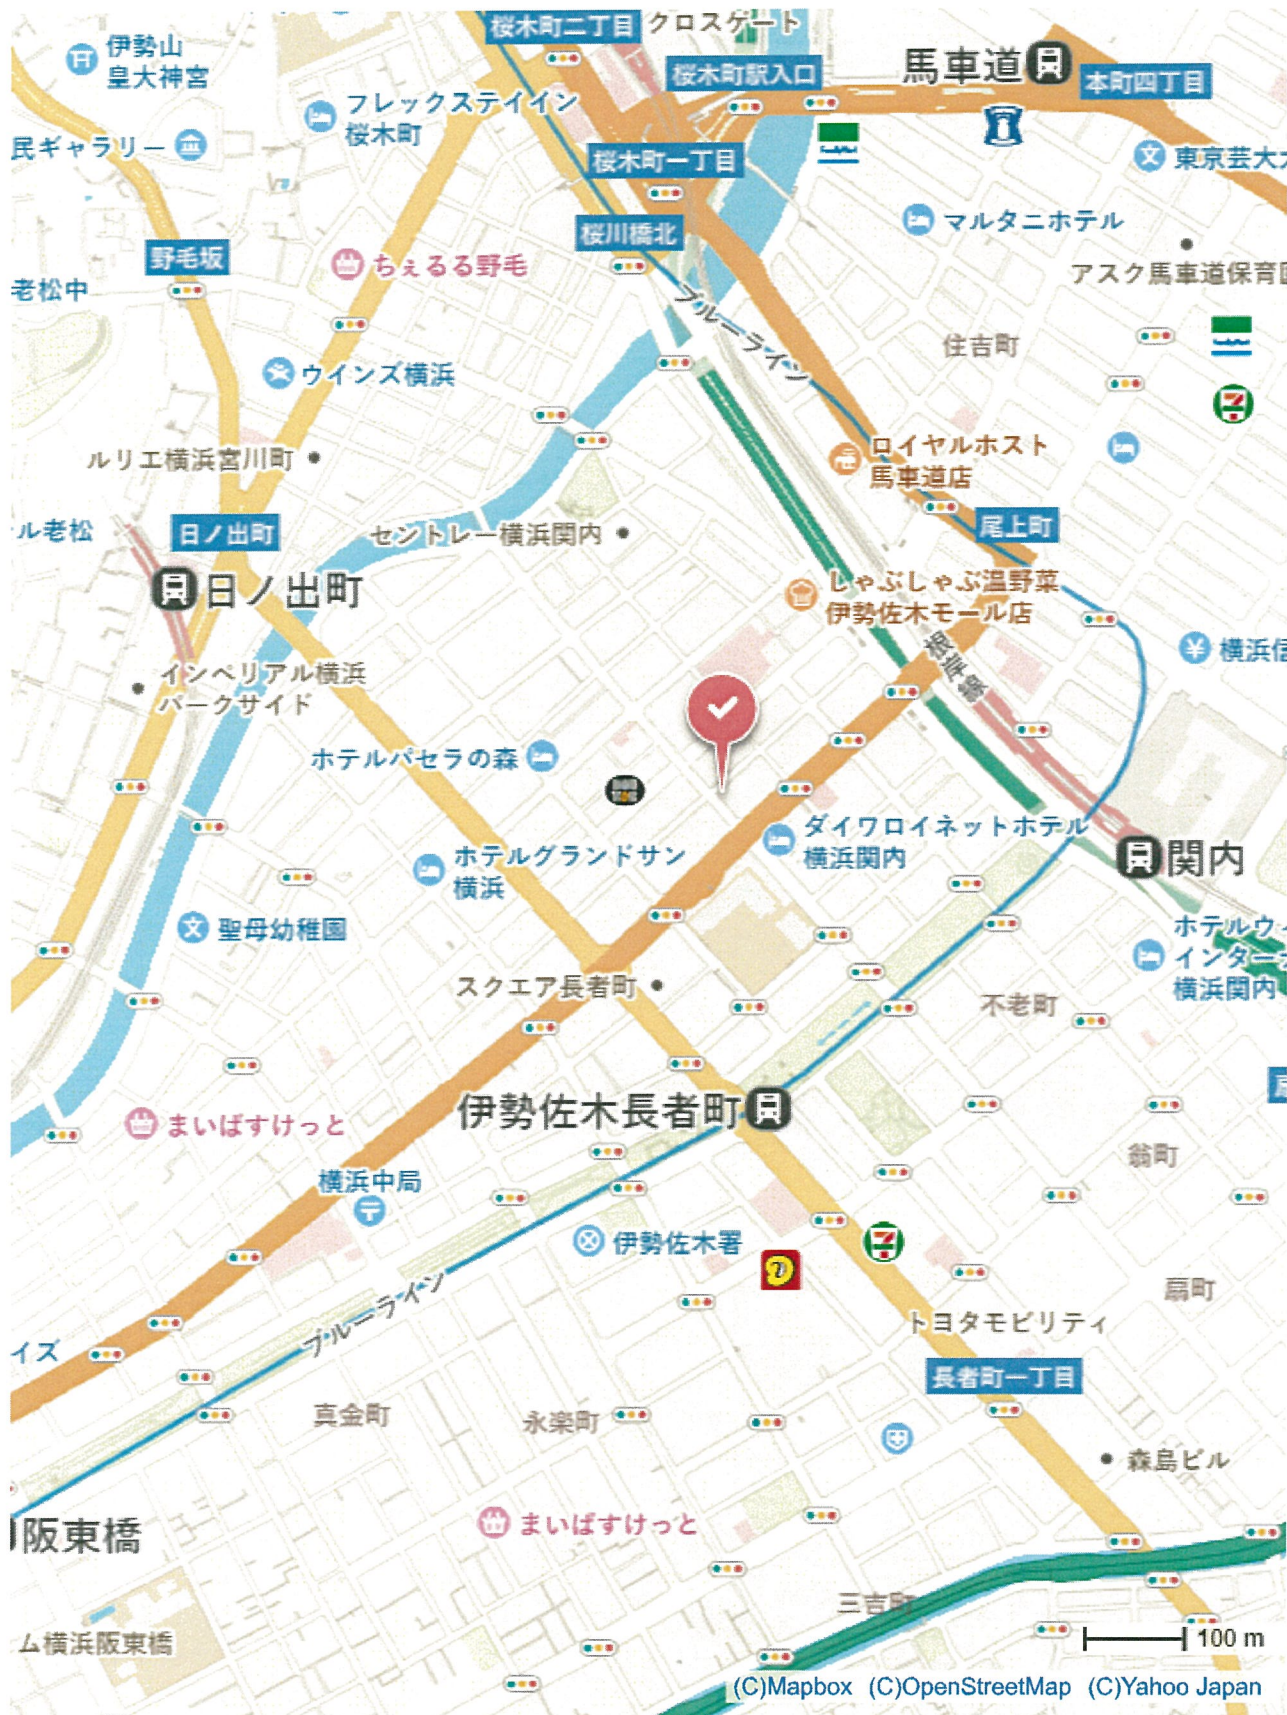 桜木町二丁目
クロスゲート
伊勢山
皇大神宮
桜木町駅入口
馬車道
本町四丁目
フレックステイイン
桜木町
民ギャラリー
桜木町一丁目
東京芸大
桜川橋北
マルタニホテル
野毛坂
ちぇるる野毛
アスク馬車道保育園
老松中
ブルーライン
住吉町
ウインズ横浜
ロイヤルホスト
馬車道店
ルリエ横浜宮川町
ル老松
日ノ出町
セントレー横浜関内
尾上町
日ノ出町
しゃぶしゃぶ温野菜
伊勢佐木モール店
根岸線
横浜信
インペリアル横浜
パークサイド
ホテルパセラの森
ダイワロイネットホテル
横浜関内
ホテルグランドサン
横浜
関内
聖母幼稚園
ホテルウィ
インターナ
横浜関内
スクエア長者町
不老町
伊勢佐木長者町
まいばすけっと
翁町
横浜中局
伊勢佐木署
扇町
ブルーライン
トヨタモビリティ
イズ
長者町一丁目
真金町
永楽町
森島ビル
阪東橋
まいばすけっと
三吉町
ム横浜阪東橋
100 m
(C)Mapbox (C)OpenStreetMap (C)Yahoo Japan